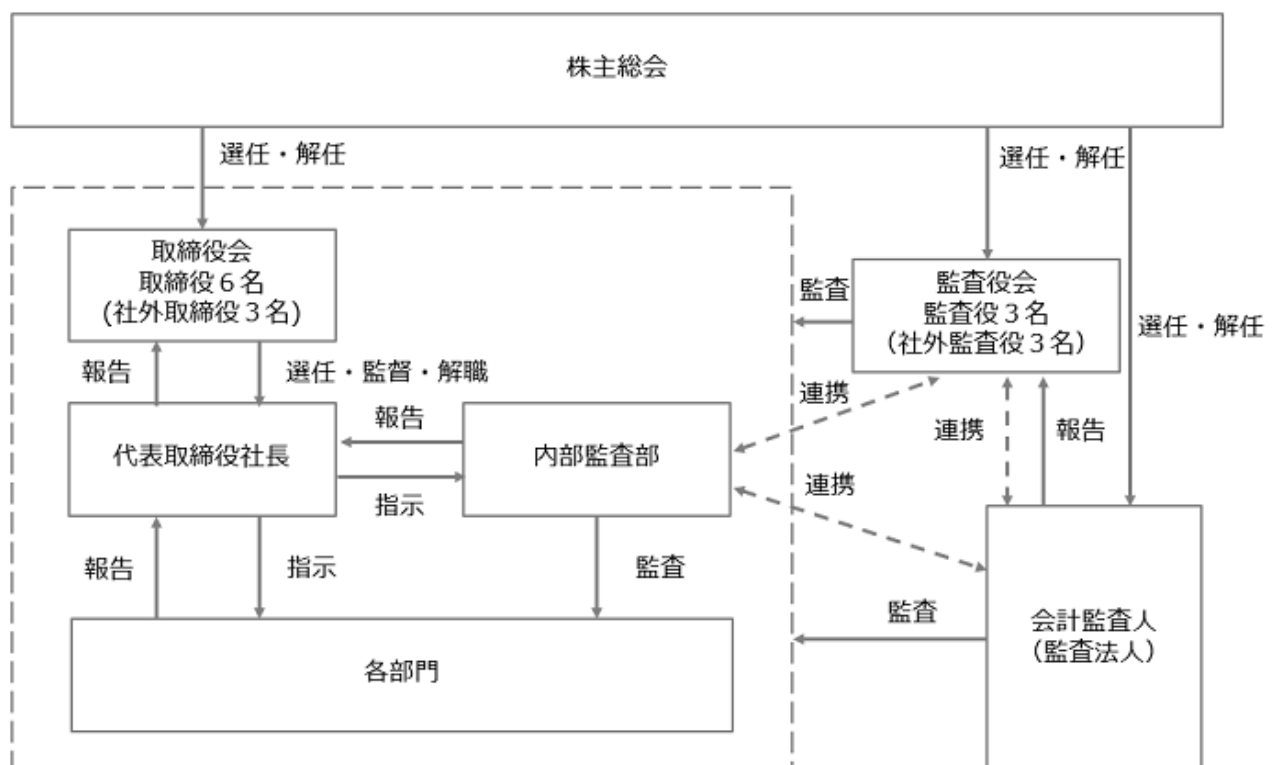 株主総会
選任・解任
選任・解任
選任・解任
取締役会
取締役６名
(社外取締役３名)
監査
監査役会
監査役３名
（社外監査役３名）
報告
選任・監督・解職
連携
連携
報告
代表取締役社長
報告
指示
内部監査部
連携
報告
指示
監査
監査
会計監査人
（監査法人）
各部門